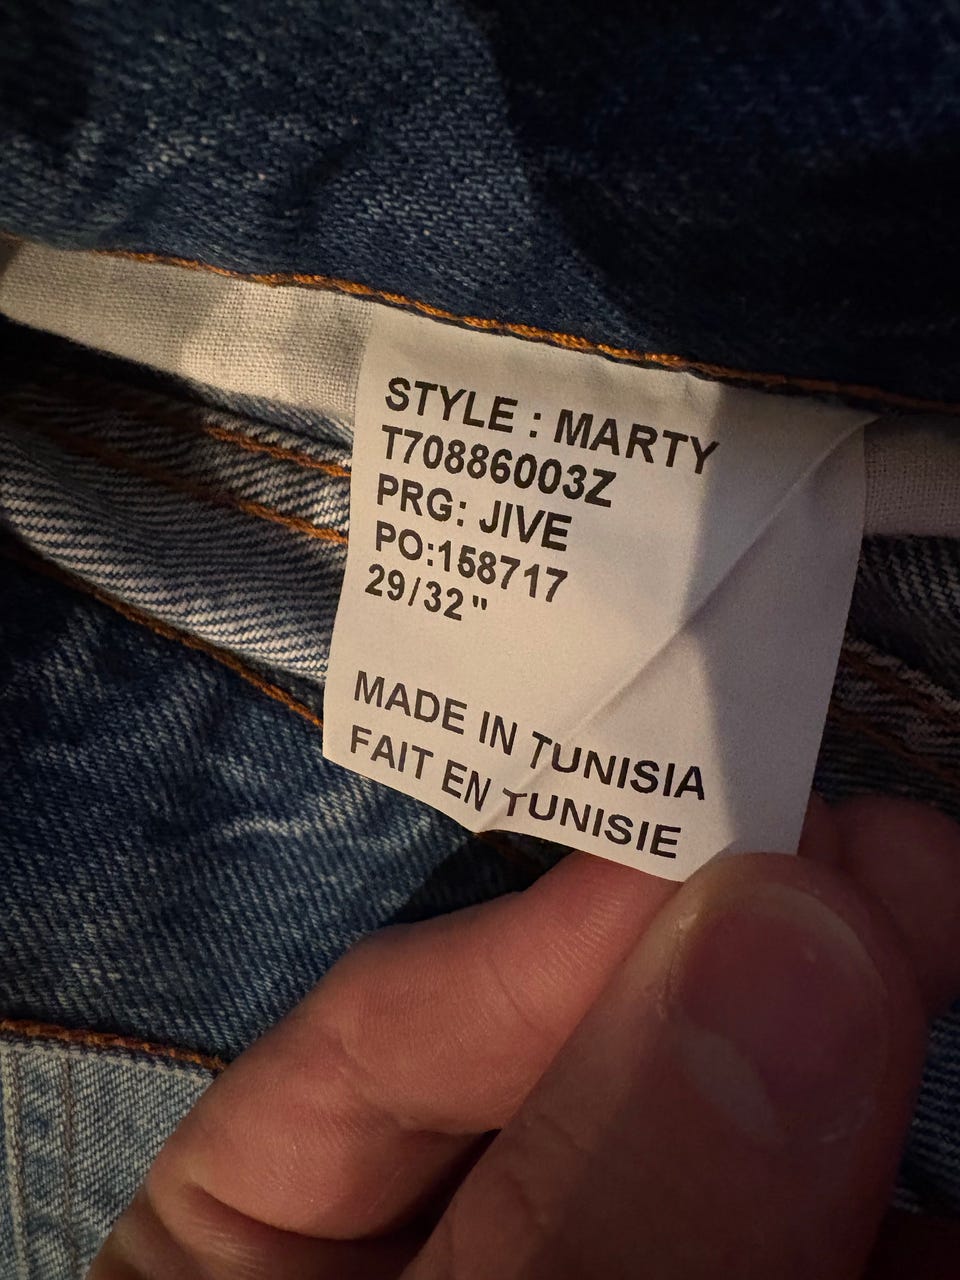 STYLE : MARTY
T70886003Z
PRG: JIVE
PO:158717
29/32"
MADE IN TUNISIA
FAIT EN TUNISIE